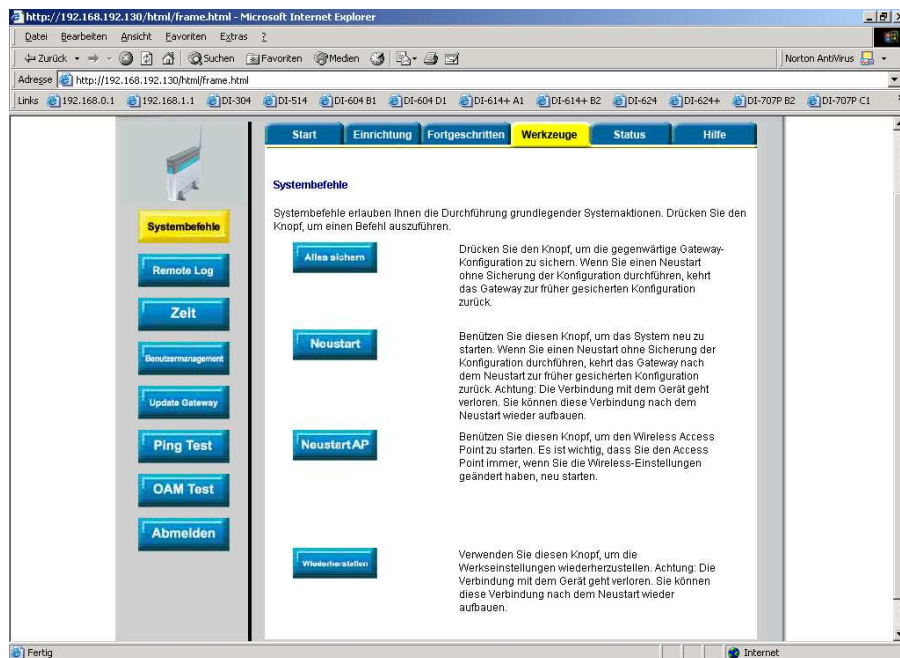 http://192.168.192.130/html/frame.html - Microsoft Internet Explorer
Datei Bearbeiten Ansicht Favoriten Extras ?
Zurück Suchen Favoriten Medien Norton AntiVirus
Adresse http://192.168.192.130/html/frame.html
Links 192.168.0.1 192.168.1.1 DI-304 DI-514 DI-604 B1 DI-604 D1 DI-614+ A1 DI-614+ B2 DI-624 DI-624+ DI-707P B2 DI-707P C1
Start Einrichtung Fortgeschritten Werkzeuge Status Hilfe
Systembefehle
Remote Log
Zeit
Benutzermanagement
Update Gateway
Ping Test
OAM Test
Abmelden
Systembefehle
Systembefehle erlauben Ihnen die Durchführung grundlegender Systemaktionen. Drücken Sie den
Knopf, um einen Befehl auszuführen.
Alles sichern
Drücken Sie den Knopf, um die gegenwärtige Gateway-
Konfiguration zu sichern. Wenn Sie einen Neustart
ohne Sicherung der Konfiguration durchführen, kehrt
das Gateway zur früher gesicherten Konfiguration
zurück.
Neustart
Benützen Sie diesen Knopf, um das System neu zu
starten. Wenn Sie einen Neustart ohne Sicherung der
Konfiguration durchführen, kehrt das Gateway nach
dem Neustart zur früher gesicherten Konfiguration
zurück. Achtung: Die Verbindung mit dem Gerät geht
verloren. Sie können diese Verbindung nach dem
Neustart wieder aufbauen.
Neustart AP
Benützen Sie diesen Knopf, um den Wireless Access
Point zu starten. Es ist wichtig, dass Sie den Access
Point immer, wenn Sie die Wireless-Einstellungen
geändert haben, neu starten.
Wiederherstellen
Verwenden Sie diesen Knopf, um die
Werkseinstellungen wiederherzustellen. Achtung: Die
Verbindung mit dem Gerät geht verloren. Sie können
diese Verbindung nach dem Neustart wieder
aufbauen.
Fertig Internet